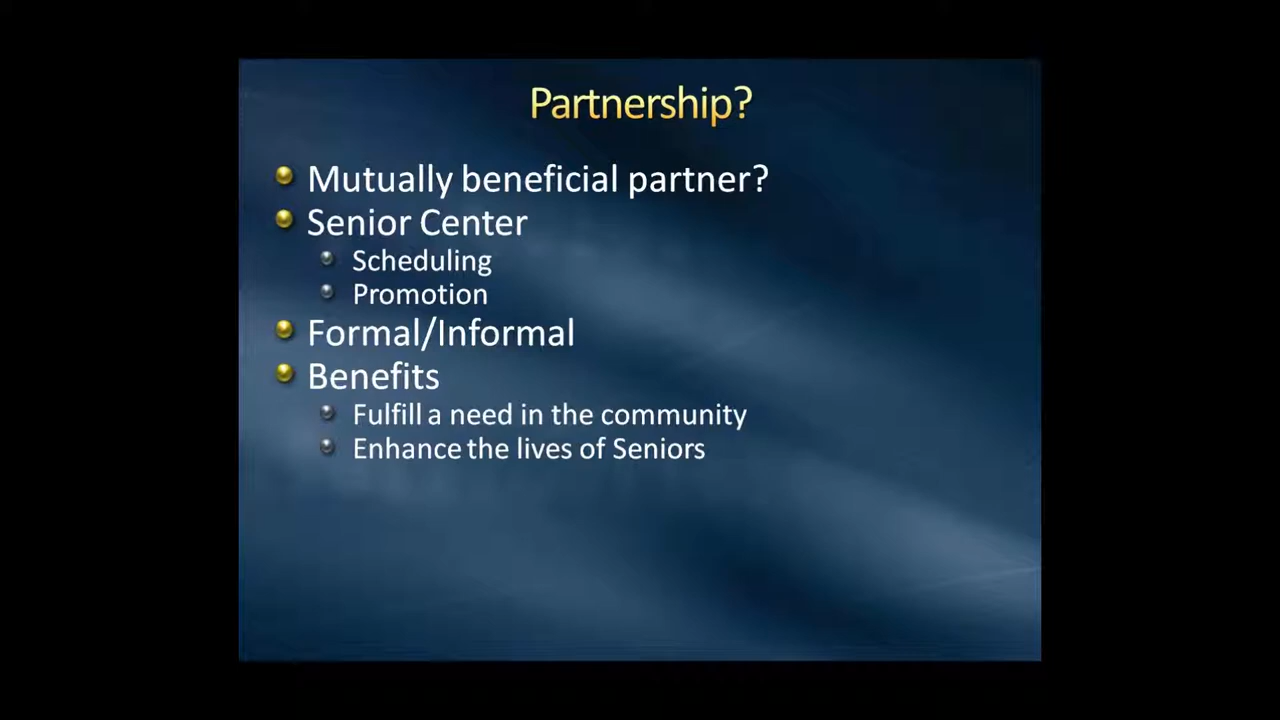 Partnership?
Mutually beneficial partner?
Senior Center
Scheduling
Promotion
Formal/Informal
Benefits
Fulfill a need in the community
Enhance the lives of Seniors